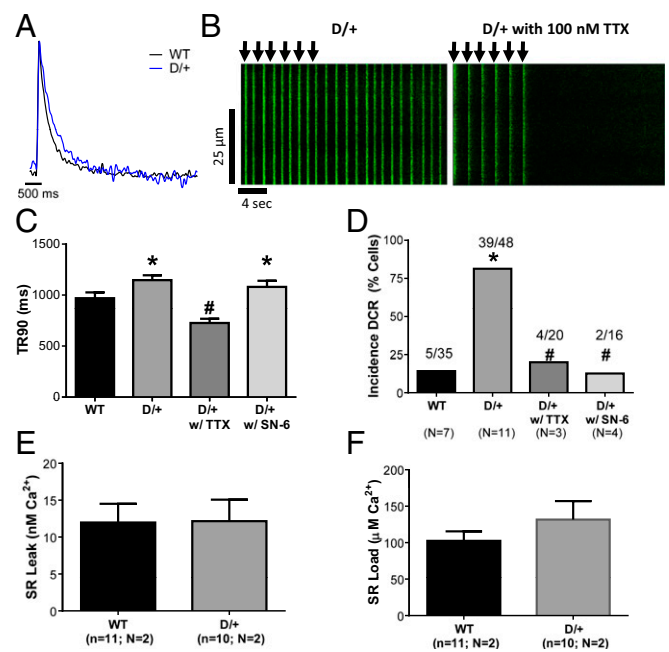 A
WT
D/+
500 ms
B
D/+
D/+ with 100 nM TTX
25 µm
4 sec
C
1500
1000
500
0
TR90 (ms)
*
#
*
WT
D/+
D/+
D/+
w/ TTX
w/ SN-6
D
100
75
50
25
0
Incidence DCR (% Cells)
5/35
39/48
*
4/20
#
2/16
#
WT
D/+
D/+
D/+
w/ TTX
w/ SN-6
(N=7)
(N=11)
(N=3)
(N=4)
E
20
15
10
5
0
SR Leak (nM Ca2+)
WT
D/+
(n=11; N=2)
(n=10; N=2)
F
200
150
100
50
0
SR Load (µ M Ca2+)
WT
D/+
(n=11; N=2)
(n=10; N=2)